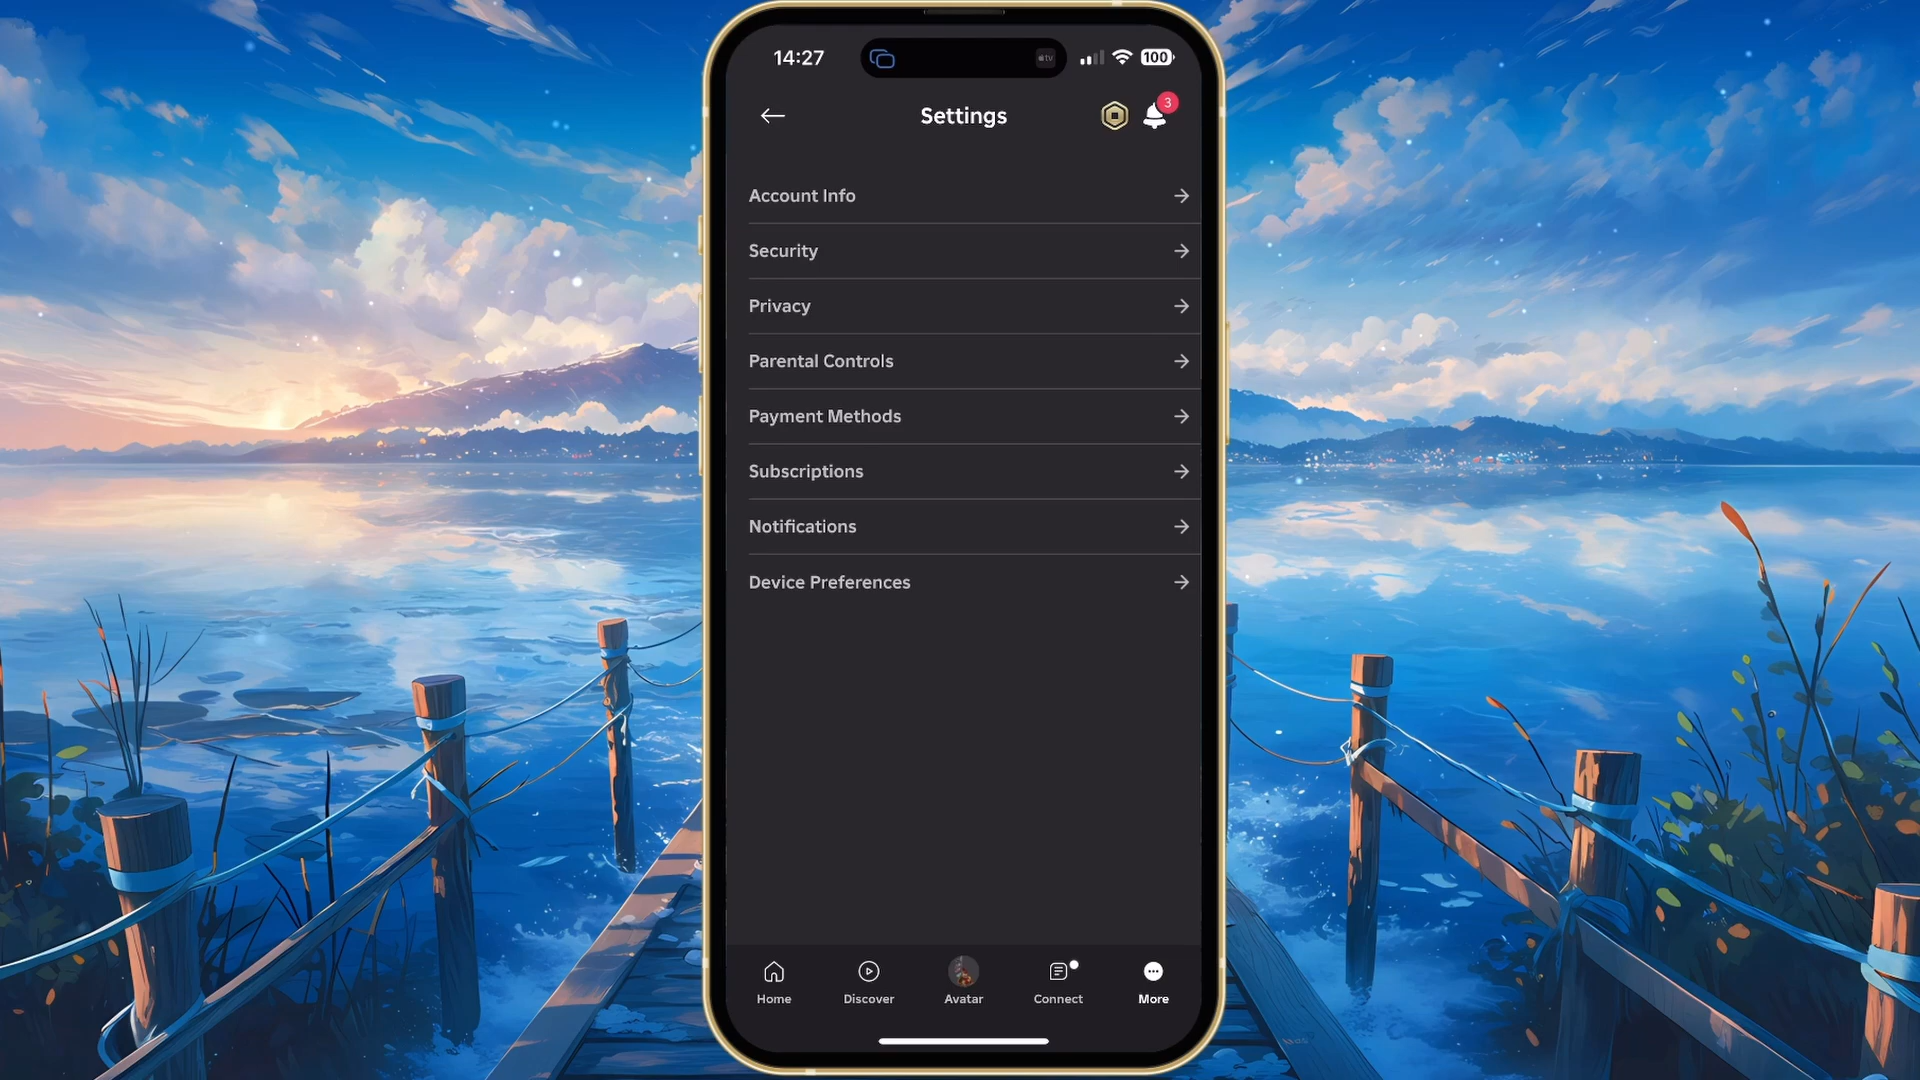 14:27
tv
100
Settings
3
Account Info
Security
Privacy
Parental Controls
Payment Methods
Subscriptions
Notifications
Device Preferences
Home
Discover
Avatar
Connect
More